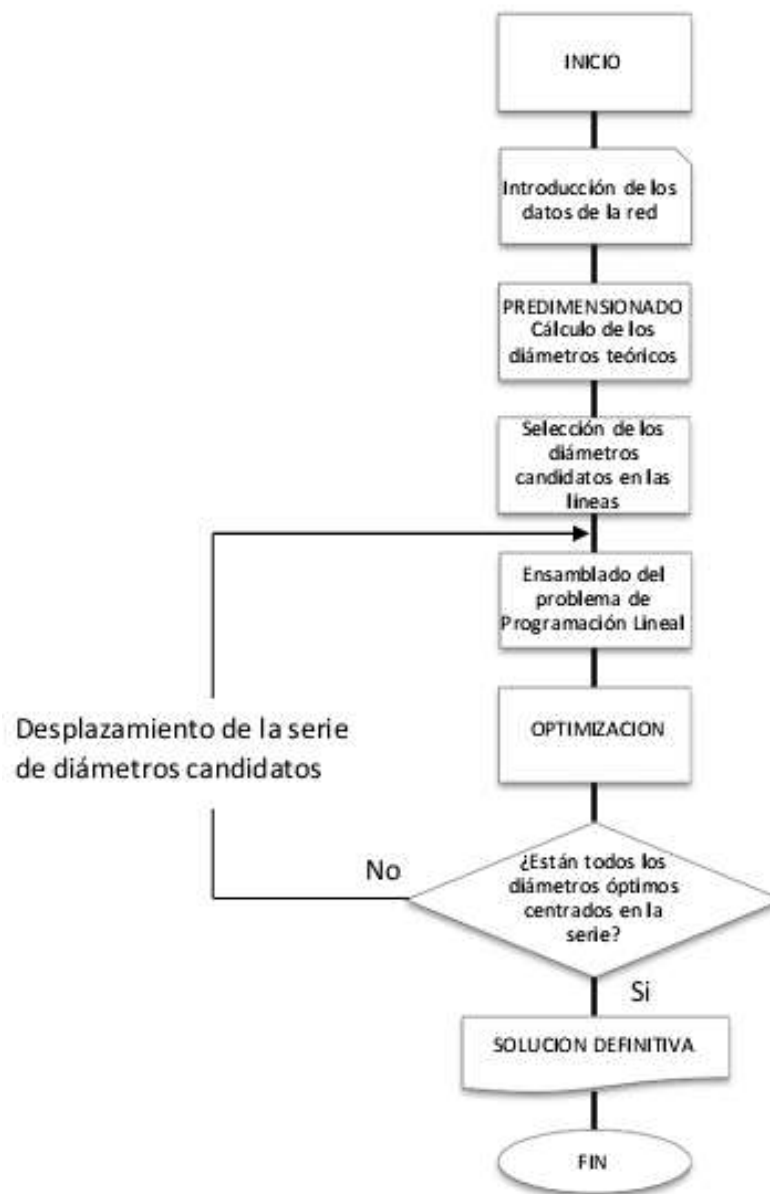 INICIO
Introducción de los
datos de la red
PREDIMENSIONADO
Cálculo de los
diámetros teóricos
Selección de los
diámetros
candidatos en las
líneas
Ensamblado del
problema de
Programación Lineal
OPTIMIZACION
Desplazamiento de la serie
de diámetros candidatos
¿Están todos los
diámetros óptimos
centrados en la
serie?
No
Si
SOLUCION DEFINITIVA
FIN